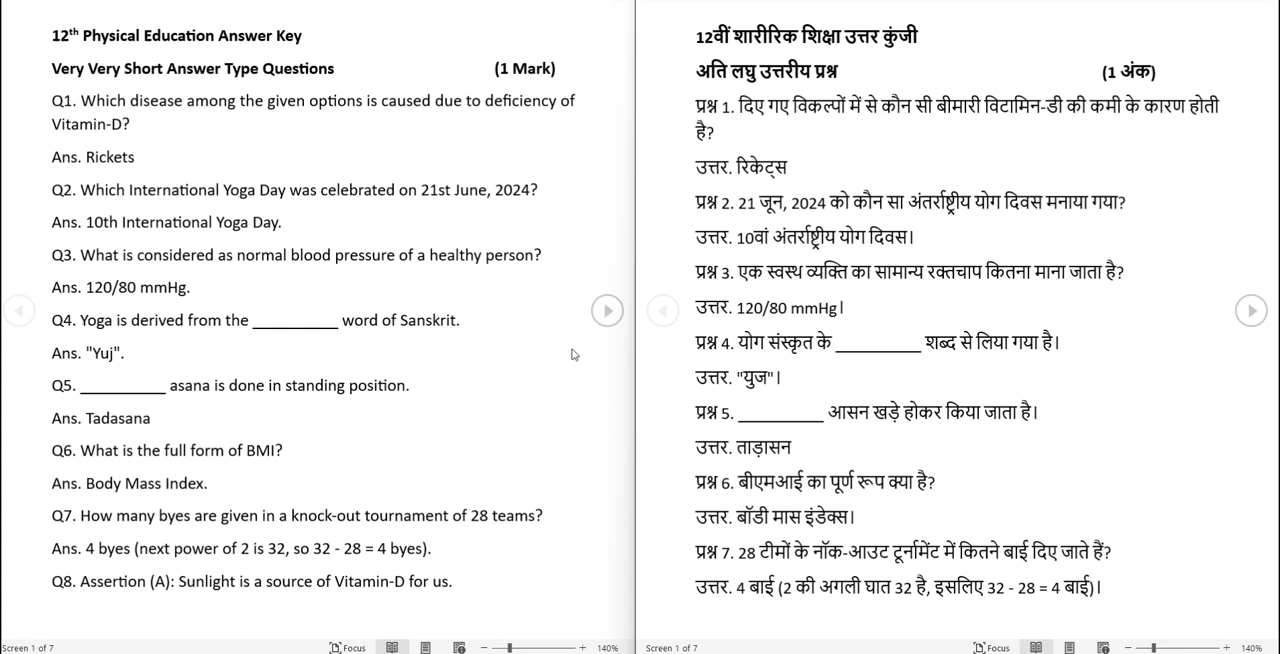 12th Physical Education Answer Key
Very Very Short Answer Type Questions (1 Mark)
Q1. Which disease among the given options is caused due to deficiency of
Vitamin-D?
Ans. Rickets
Q2. Which International Yoga Day was celebrated on 21st June, 2024?
Ans. 10th International Yoga Day.
Q3. What is considered as normal blood pressure of a healthy person?
Ans. 120/80 mmHg.
Q4. Yoga is derived from the __________ word of Sanskrit.
Ans. "Yuj".
Q5. __________ asana is done in standing position.
Ans. Tadasana
Q6. What is the full form of BMI?
Ans. Body Mass Index.
Q7. How many byes are given in a knock-out tournament of 28 teams?
Ans. 4 byes (next power of 2 is 32, so 32 - 28 = 4 byes).
Q8. Assertion (A): Sunlight is a source of Vitamin-D for us.
Screen 1 of 7 Focus 140%
12वीं शारीरिक शिक्षा उत्तर कुंजी
अति लघु उत्तरीय प्रश्न (1 अंक)
प्रश्न 1. दिए गए विकल्पों में से कौन सी बीमारी विटामिन-डी की कमी के कारण होती
है?
उत्तर. रिकेट्स
प्रश्न 2. 21 जून, 2024 को कौन सा अंतर्राष्ट्रीय योग दिवस मनाया गया?
उत्तर. 10वां अंतर्राष्ट्रीय योग दिवस।
प्रश्न 3. एक स्वस्थ व्यक्ति का सामान्य रक्तचाप कितना माना जाता है?
उत्तर. 120/80 mmHg।
प्रश्न 4. योग संस्कृत के __________ शब्द से लिया गया है।
उत्तर. "युज"।
प्रश्न 5. __________ आसन खड़े होकर किया जाता है।
उत्तर. ताड़ासन
प्रश्न 6. बीएमआई का पूर्ण रूप क्या है?
उत्तर. बॉडी मास इंडेक्स।
प्रश्न 7. 28 टीमों के नॉक-आउट टूर्नामेंट में कितने बाई दिए जाते हैं?
उत्तर. 4 बाई (2 की अगली घात 32 है, इसलिए 32 - 28 = 4 बाई)।
Screen 1 of 7 Focus 140%